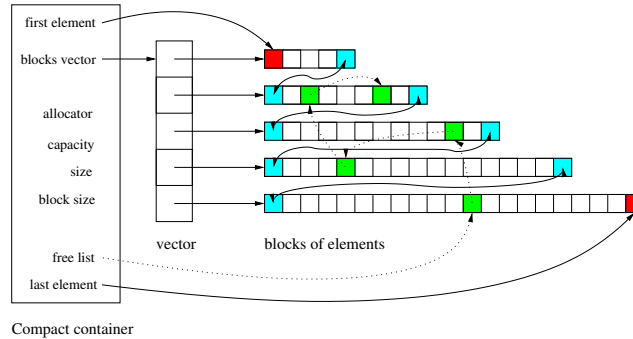 first element
blocks vector
allocator
capacity
size
block size
vector
blocks of elements
free list
last element
Compact container